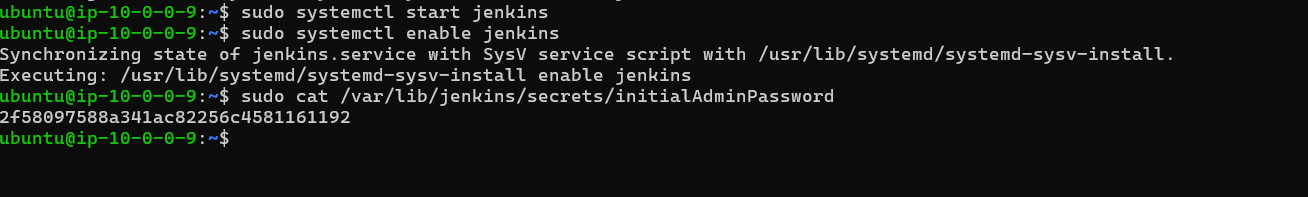 ubuntu@ip-10-0-0-9:~$ sudo systemctl start jenkins
ubuntu@ip-10-0-0-9:~$ sudo systemctl enable jenkins
Synchronizing state of jenkins.service with SysV service script with /usr/lib/systemd/systemd-sysv-install.
Executing: /usr/lib/systemd/systemd-sysv-install enable jenkins
ubuntu@ip-10-0-0-9:~$ sudo cat /var/lib/jenkins/secrets/initialAdminPassword
2f58097588a341ac82256c4581161192
ubuntu@ip-10-0-0-9:~$